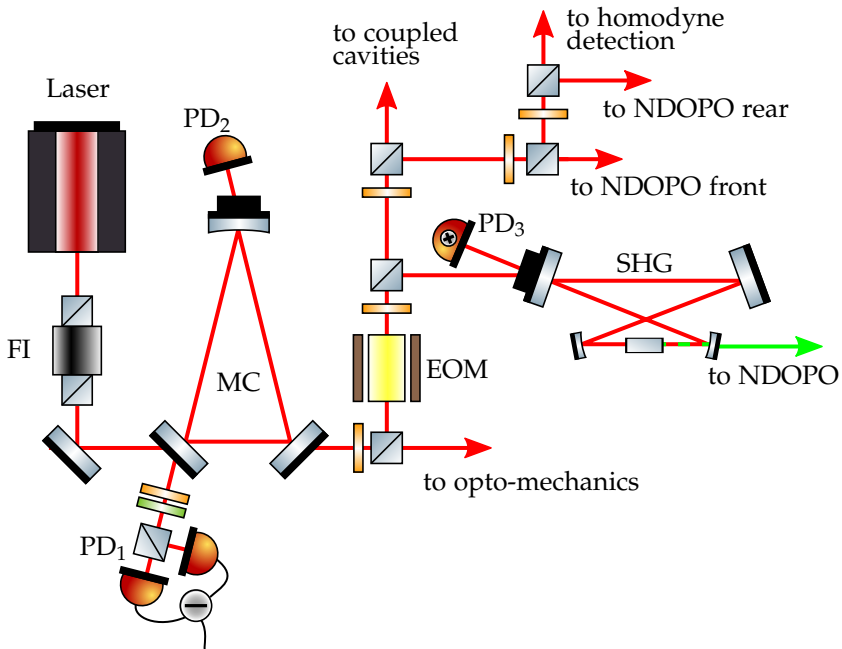 to homodyne
detection
to coupled
cavities
Laser
to NDOPO rear
PD₂
to NDOPO front
PD₃
SHG
FI
MC
EOM
to NDOPO
to opto-mechanics
PD₁